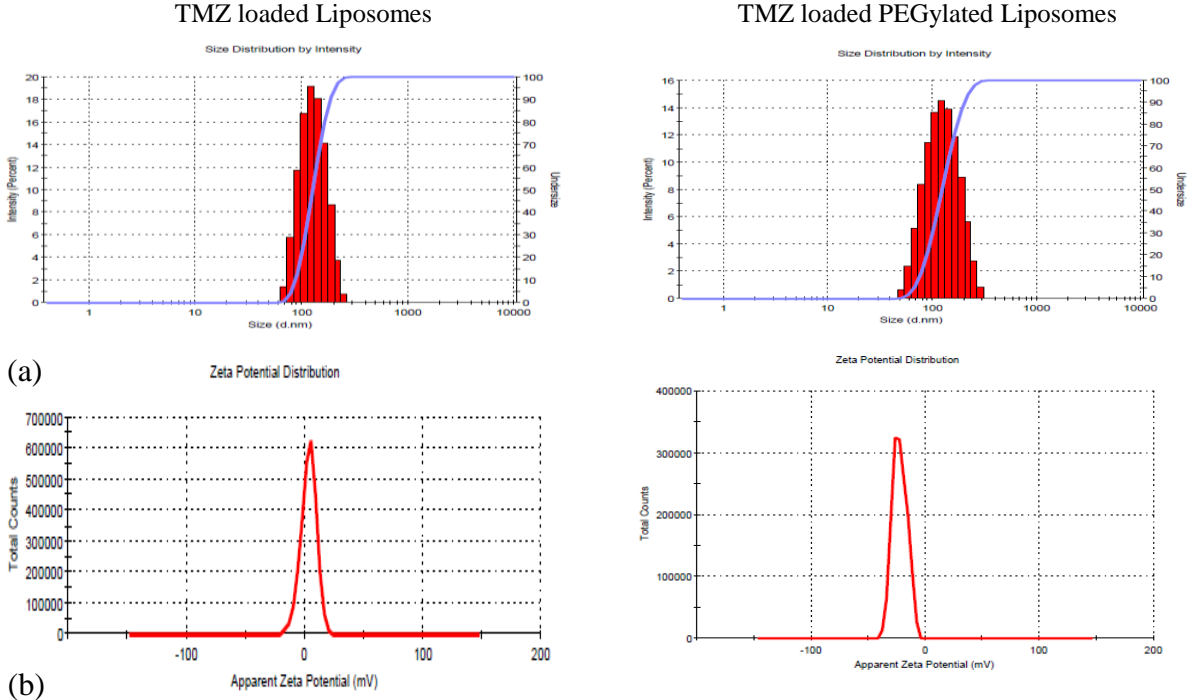 TMZ loaded Liposomes
TMZ loaded PEGylated Liposomes
Size Distribution by Intensity
20
18
16
14
12
10
8
6
4
2
0
Intensity (Percent)
100
90
80
70
60
50
40
30
20
10
0
Undersize
1 10 100 1000 10000
Size (d.nm)
Size Distribution by Intensity
16
14
12
10
8
6
4
2
0
Intensity (Percent)
100
90
80
70
60
50
40
30
20
10
0
Undersize
1 10 100 1000 10000
Size (d.nm)
(a)
Zeta Potential Distribution
700000
600000
500000
400000
300000
200000
100000
0
Total Counts
-100 0 100 200
Apparent Zeta Potential (mV)
Zeta Potential Distribution
400000
300000
200000
100000
0
Total Counts
-100 0 100 200
Apparent Zeta Potential (mV)
(b)